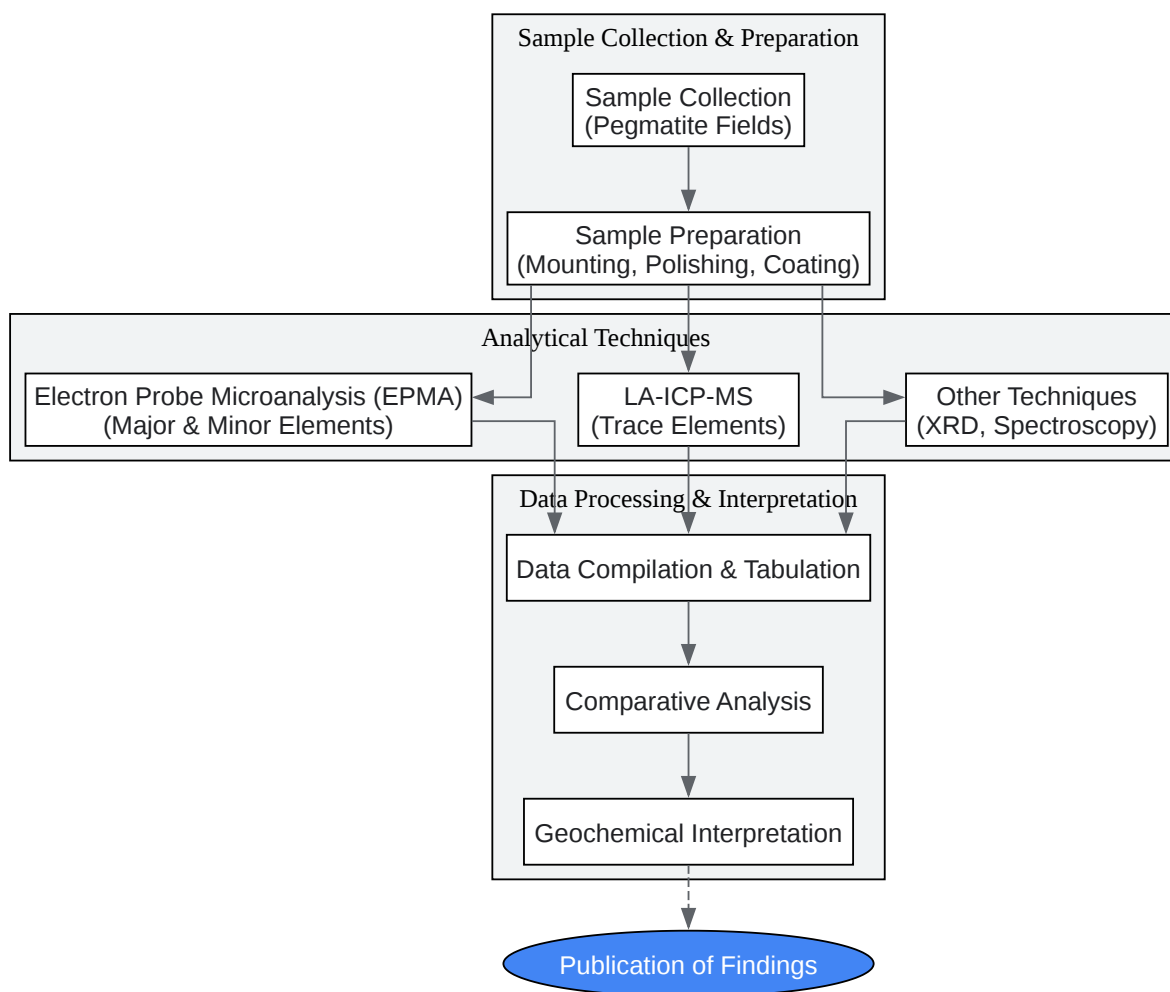 Sample Collection & Preparation
Sample Collection
(Pegmatite Fields)
Sample Preparation
(Mounting, Polishing, Coating)
Analytical Techniques
Electron Probe Microanalysis (EPMA)
(Major & Minor Elements)
LA-ICP-MS
(Trace Elements)
Other Techniques
(XRD, Spectroscopy)
Data Processing & Interpretation
Data Compilation & Tabulation
Comparative Analysis
Geochemical Interpretation
Publication of Findings